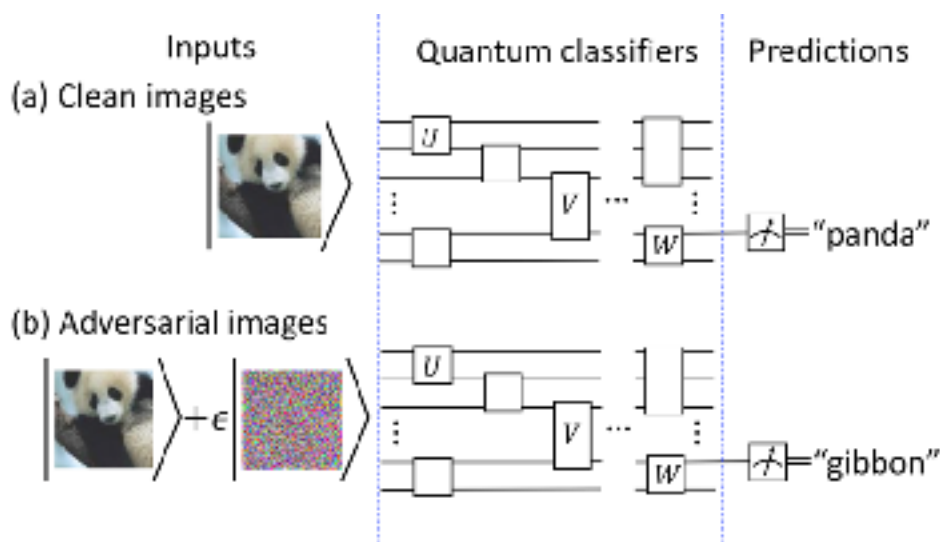 Inputs Quantum classifiers Predictions
(a) Clean images
U
V
⋮ ... ⋮
W "panda"
(b) Adversarial images
U
+ϵ
V
⋮ ... ⋮
W "gibbon"